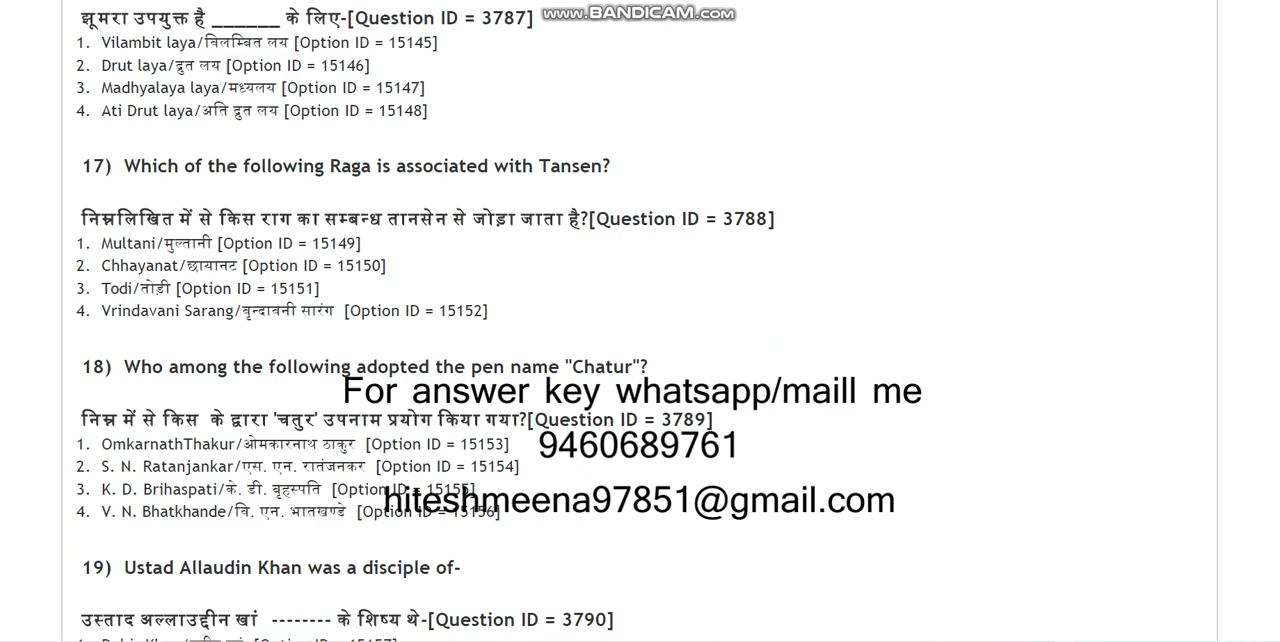 www.BANDICAM.com
झूमरा उपयुक्त है ______ के लिए-[Question ID = 3787]
1. Vilambit laya/विलम्बित लय [Option ID = 15145]
2. Drut laya/द्रुत लय [Option ID = 15146]
3. Madhyalaya laya/मध्यलय [Option ID = 15147]
4. Ati Drut laya/अति द्रुत लय [Option ID = 15148]
17) Which of the following Raga is associated with Tansen?
निम्नलिखित में से किस राग का सम्बन्ध तानसेन से जोड़ा जाता है?[Question ID = 3788]
1. Multani/मुल्तानी [Option ID = 15149]
2. Chhayanat/छायानट [Option ID = 15150]
3. Todi/तोड़ी [Option ID = 15151]
4. Vrindavani Sarang/वृन्दावनी सारंग [Option ID = 15152]
18) Who among the following adopted the pen name "Chatur"?
For answer key whatsapp/maill me
निम्न में से किस के द्वारा 'चतुर' उपनाम प्रयोग किया गया?[Question ID = 3789]
1. OmkarnathThakur/ओमकारनाथ ठाकुर [Option ID = 15153]
9460689761
2. S. N. Ratanjankar/एस. एन. रातंजनकर [Option ID = 15154]
3. K. D. Brihaspati/के. डी. बृहस्पति [Option ID = 15155]
hiteshmeena97851@gmail.com
4. V. N. Bhatkhande/वि. एन. भातखण्डे [Option ID = 15156]
19) Ustad Allaudin Khan was a disciple of-
उस्ताद अल्लाउद्दीन खां -------- के शिष्य थे-[Question ID = 3790]